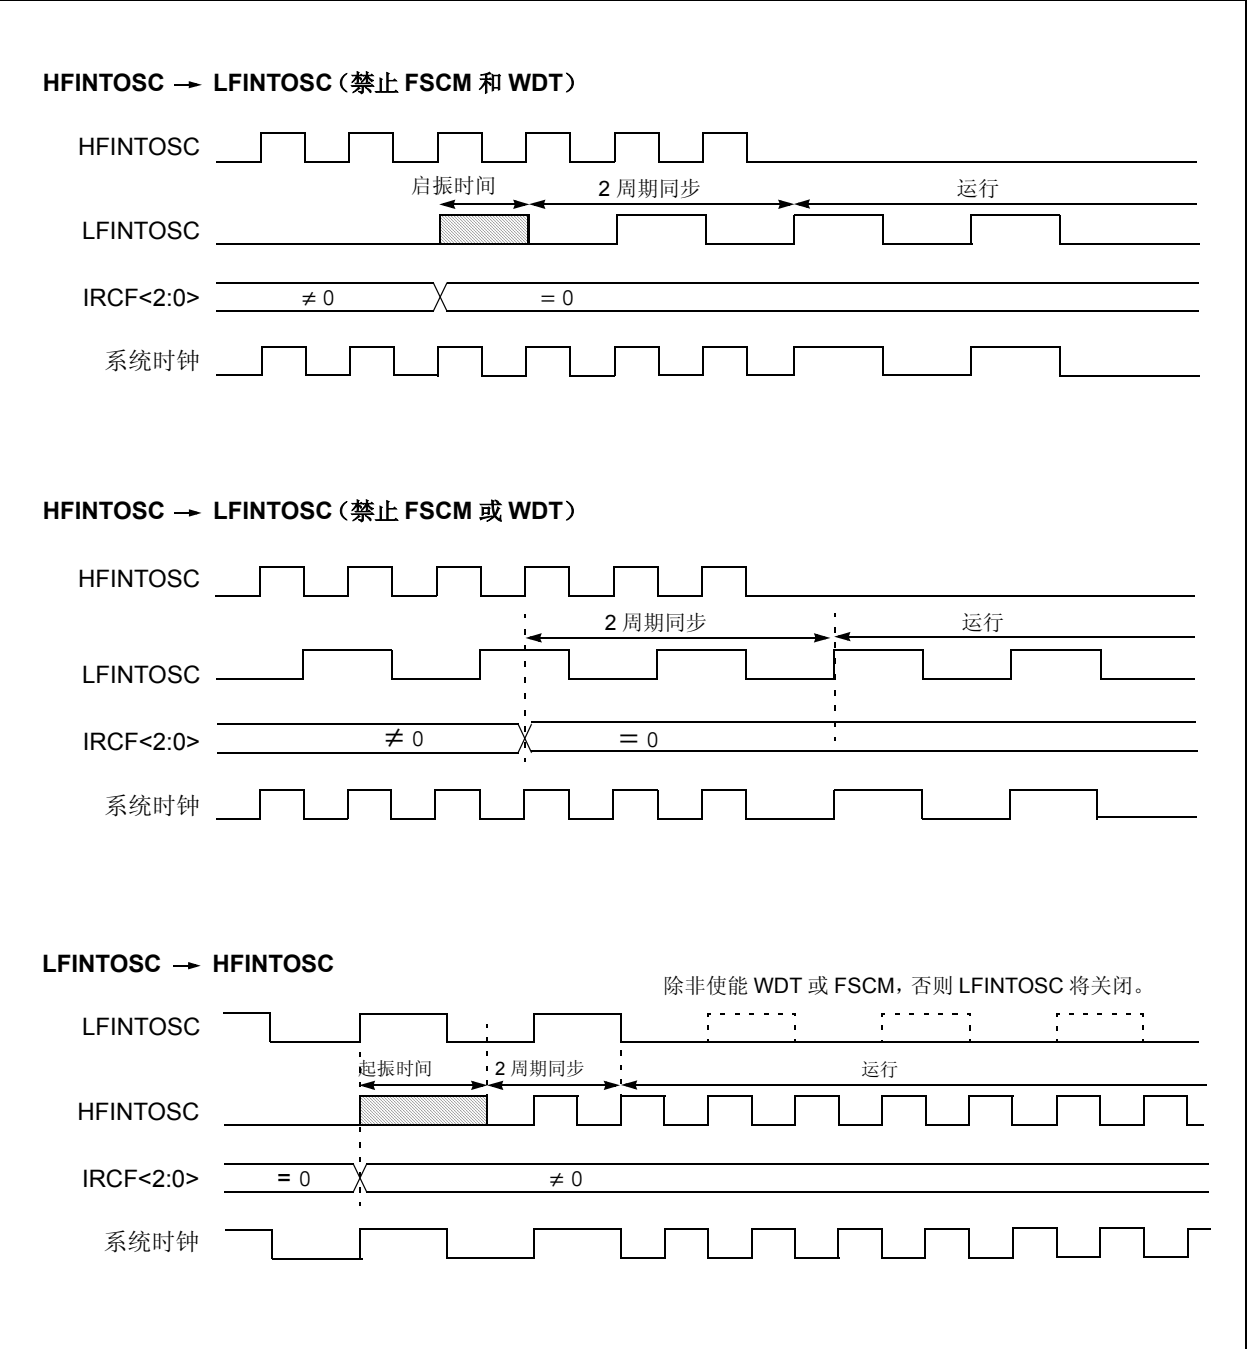 HFINTOSC → LFINTOSC（禁止 FSCM 和 WDT）
HFINTOSC
启振时间
2 周期同步
运行
LFINTOSC
IRCF<2:0>
≠ 0
= 0
系统时钟
HFINTOSC → LFINTOSC（禁止 FSCM 或 WDT）
HFINTOSC
2 周期同步
运行
LFINTOSC
IRCF<2:0>
≠ 0
= 0
系统时钟
LFINTOSC → HFINTOSC
除非使能 WDT 或 FSCM，否则 LFINTOSC 将关闭。
LFINTOSC
起振时间
2 周期同步
运行
HFINTOSC
IRCF<2:0>
= 0
≠ 0
系统时钟